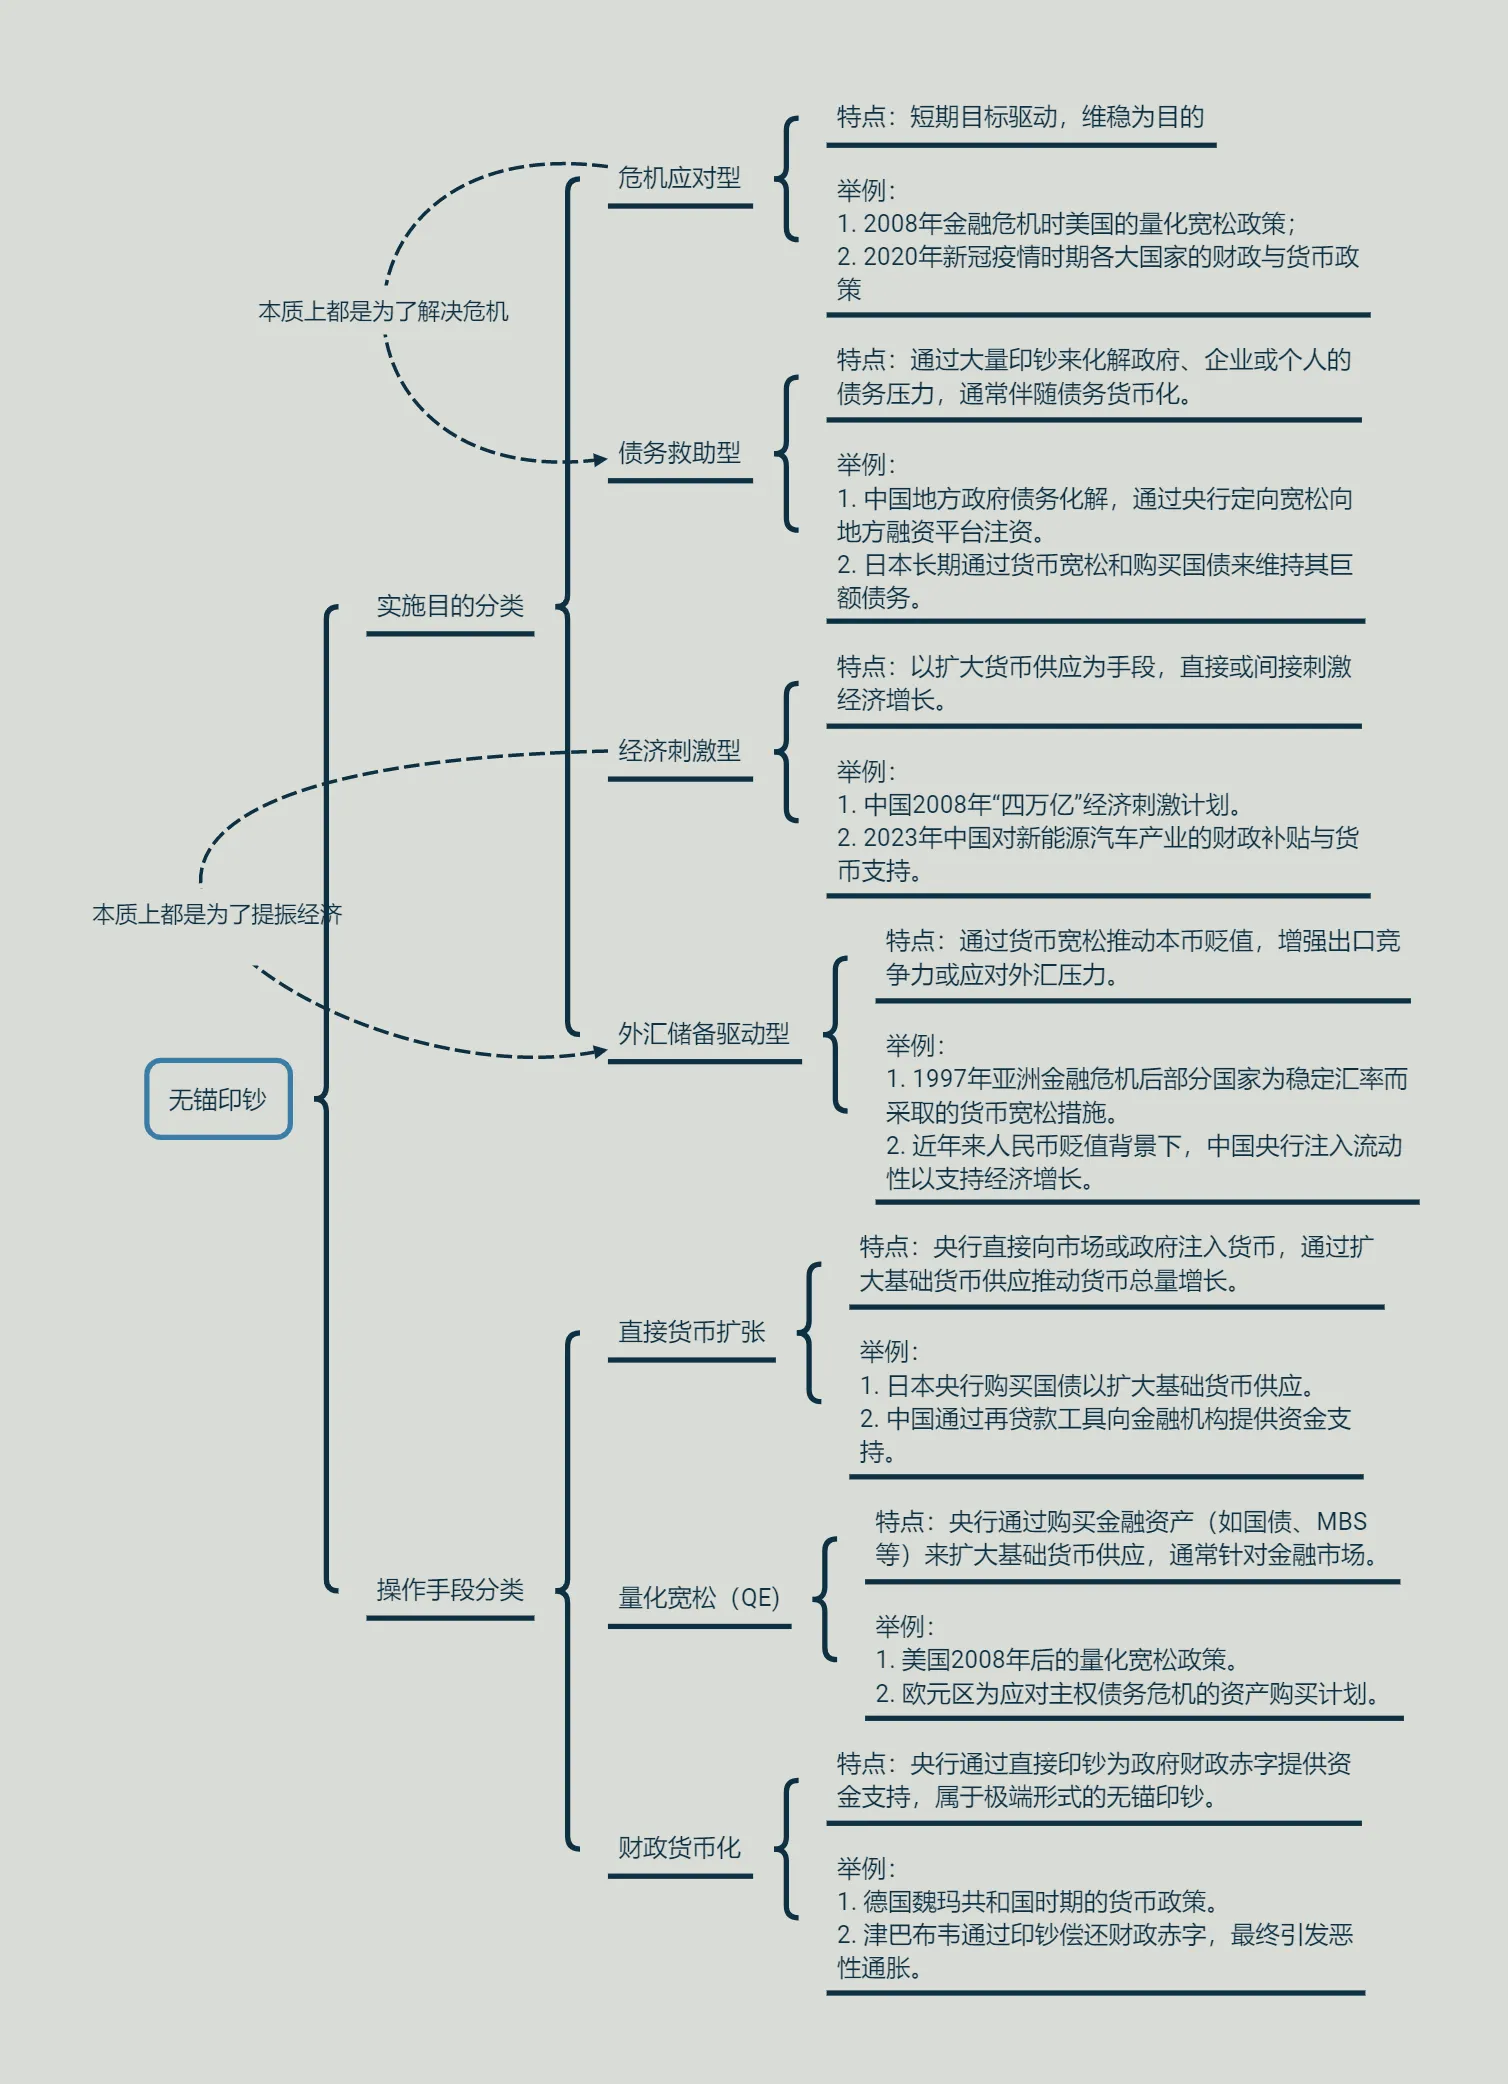 特点：短期目标驱动，维稳为目的
危机应对型
举例：
1. 2008年金融危机时美国的量化宽松政策；
2. 2020年新冠疫情时期各大国家的财政与货币政
策
本质上都是为了解决危机
特点：通过大量印钞来化解政府、企业或个人的
债务压力，通常伴随债务货币化。
债务救助型
举例：
1. 中国地方政府债务化解，通过央行定向宽松向
地方融资平台注资。
2. 日本长期通过货币宽松和购买国债来维持其巨
额债务。
实施目的分类
特点：以扩大货币供应为手段，直接或间接刺激
经济增长。
经济刺激型
举例：
1. 中国2008年“四万亿”经济刺激计划。
2. 2023年中国对新能源汽车产业的财政补贴与货
币支持。
本质上都是为了提振经济
特点：通过货币宽松推动本币贬值，增强出口竞
争力或应对外汇压力。
外汇储备驱动型
举例：
1. 1997年亚洲金融危机后部分国家为稳定汇率而
采取的货币宽松措施。
2. 近年来人民币贬值背景下，中国央行注入流动
性以支持经济增长。
无锚印钞
特点：央行直接向市场或政府注入货币，通过扩
大基础货币供应推动货币总量增长。
直接货币扩张
举例：
1. 日本央行购买国债以扩大基础货币供应。
2. 中国通过再贷款工具向金融机构提供资金支
持。
特点：央行通过购买金融资产（如国债、MBS
等）来扩大基础货币供应，通常针对金融市场。
操作手段分类
量化宽松（QE)
举例：
1. 美国2008年后的量化宽松政策。
2. 欧元区为应对主权债务危机的资产购买计划。
特点：央行通过直接印钞为政府财政赤字提供资
金支持，属于极端形式的无锚印钞。
财政货币化
举例：
1. 德国魏玛共和国时期的货币政策。
2. 津巴布韦通过印钞偿还财政赤字，最终引发恶
性通胀。